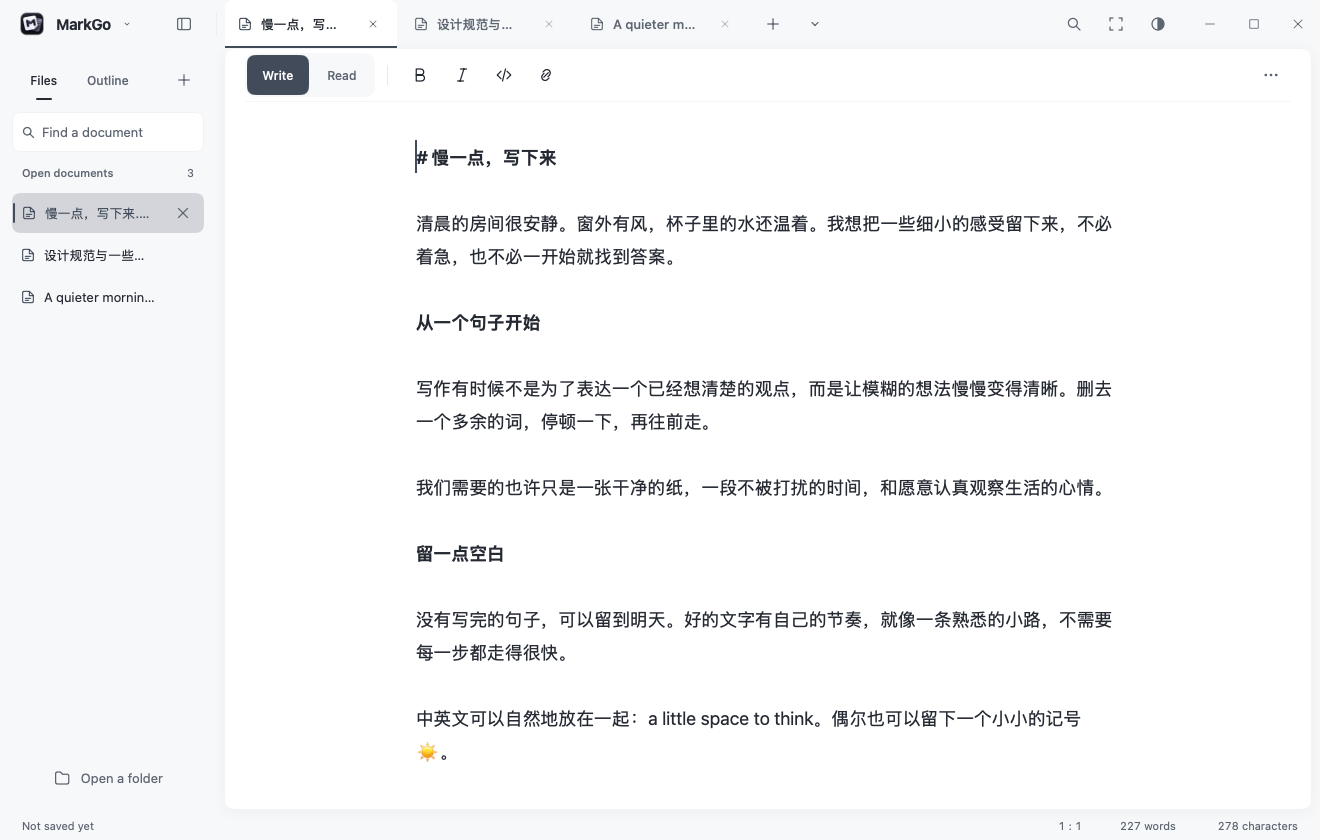 MarkGo
慢一点，写...
设计规范与...
A quieter m...
Files
Outline
Write
Read
Find a document
Open documents
3
慢一点，写下来....
设计规范与一些...
A quieter mornin...
# 慢一点，写下来
清晨的房间很安静。窗外有风，杯子里的水还温着。我想把一些细小的感受留下来，不必
着急，也不必一开始就找到答案。
从一个句子开始
写作有时候不是为了表达一个已经想清楚的观点，而是让模糊的想法慢慢变得清晰。删去
一个多余的词，停顿一下，再往前走。
我们需要的也许只是一张干净的纸，一段不被打扰的时间，和愿意认真观察生活的心情。
留一点空白
没有写完的句子，可以留到明天。好的文字有自己的节奏，就像一条熟悉的小路，不需要
每一步都走得很快。
中英文可以自然地放在一起：a little space to think。偶尔也可以留下一个小小的记号
☀️。
Open a folder
Not saved yet
1 : 1
227 words
278 characters